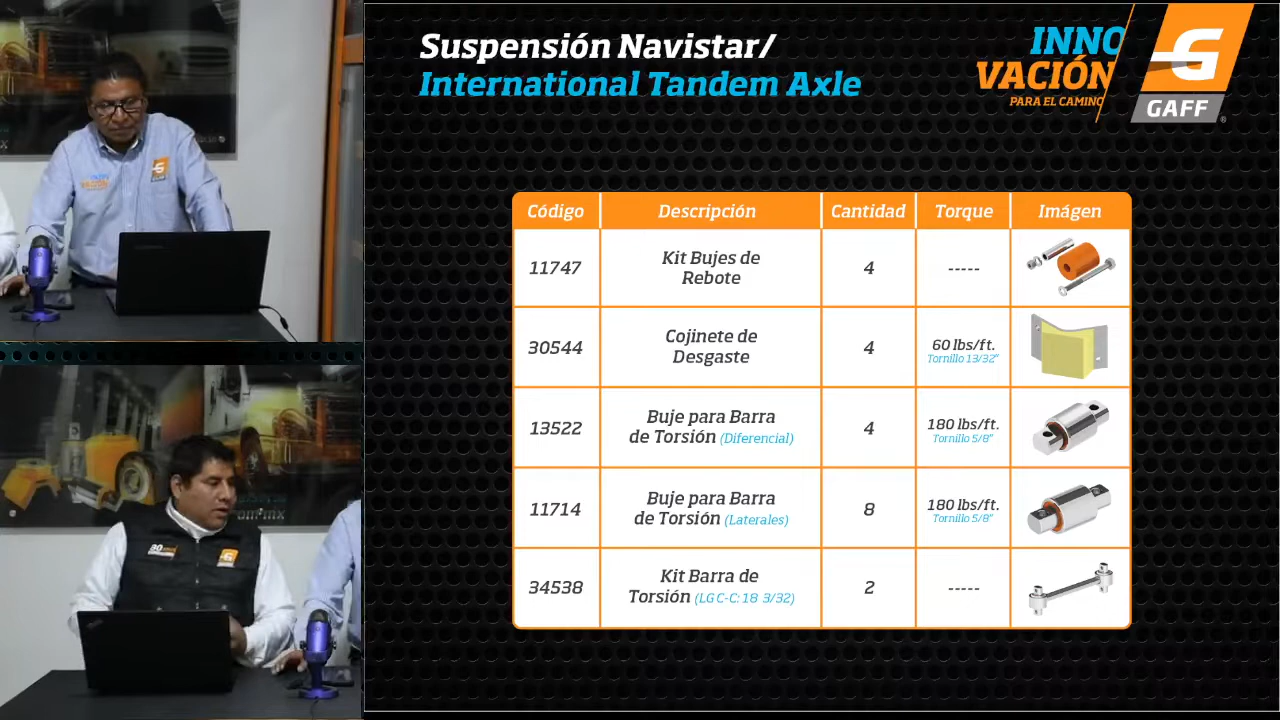 Suspensión Navistar/
International Tandem Axle
INNO
VACIÓN
PARA EL CAMINO
G
GAFF
®
Código Descripción Cantidad Torque Imágen
11747 Kit Bujes de
Rebote 4 -----
30544 Cojinete de
Desgaste 4 60 lbs/ft.
Tornillo 13/32"
13522 Buje para Barra
de Torsión (Diferencial) 4 180 lbs/ft.
Tornillo 5/8"
11714 Buje para Barra
de Torsión (Laterales) 8 180 lbs/ft.
Tornillo 5/8"
34538 Kit Barra de
Torsión (LG C-C: 18 3/32) 2 -----